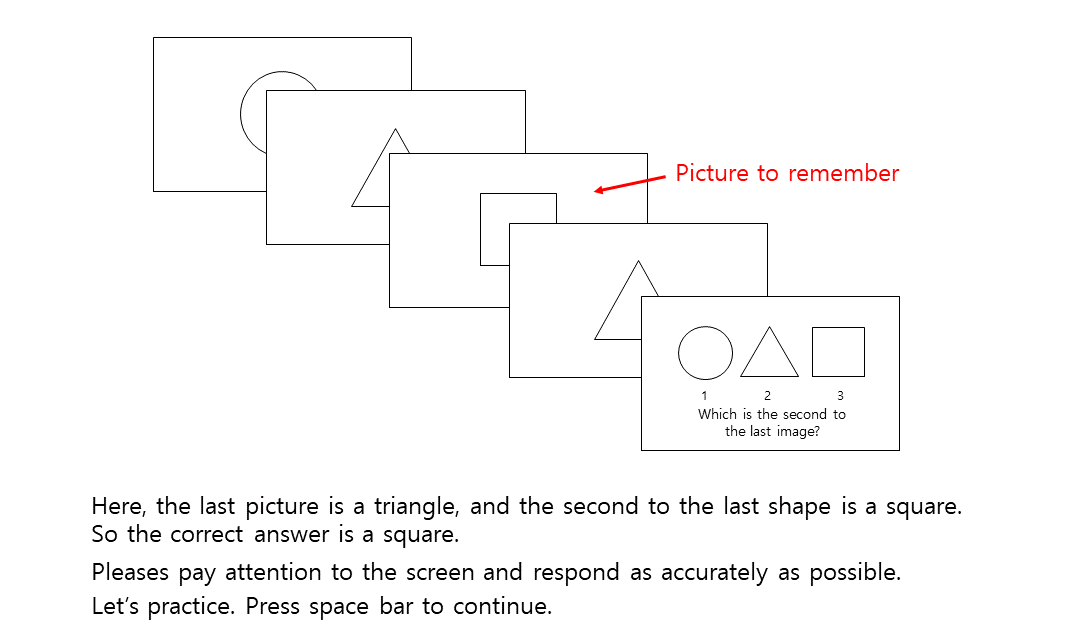 Picture to remember
1 2 3
Which is the second to
the last image?
Here, the last picture is a triangle, and the second to the last shape is a square.
So the correct answer is a square.
Pleases pay attention to the screen and respond as accurately as possible.
Let's practice. Press space bar to continue.